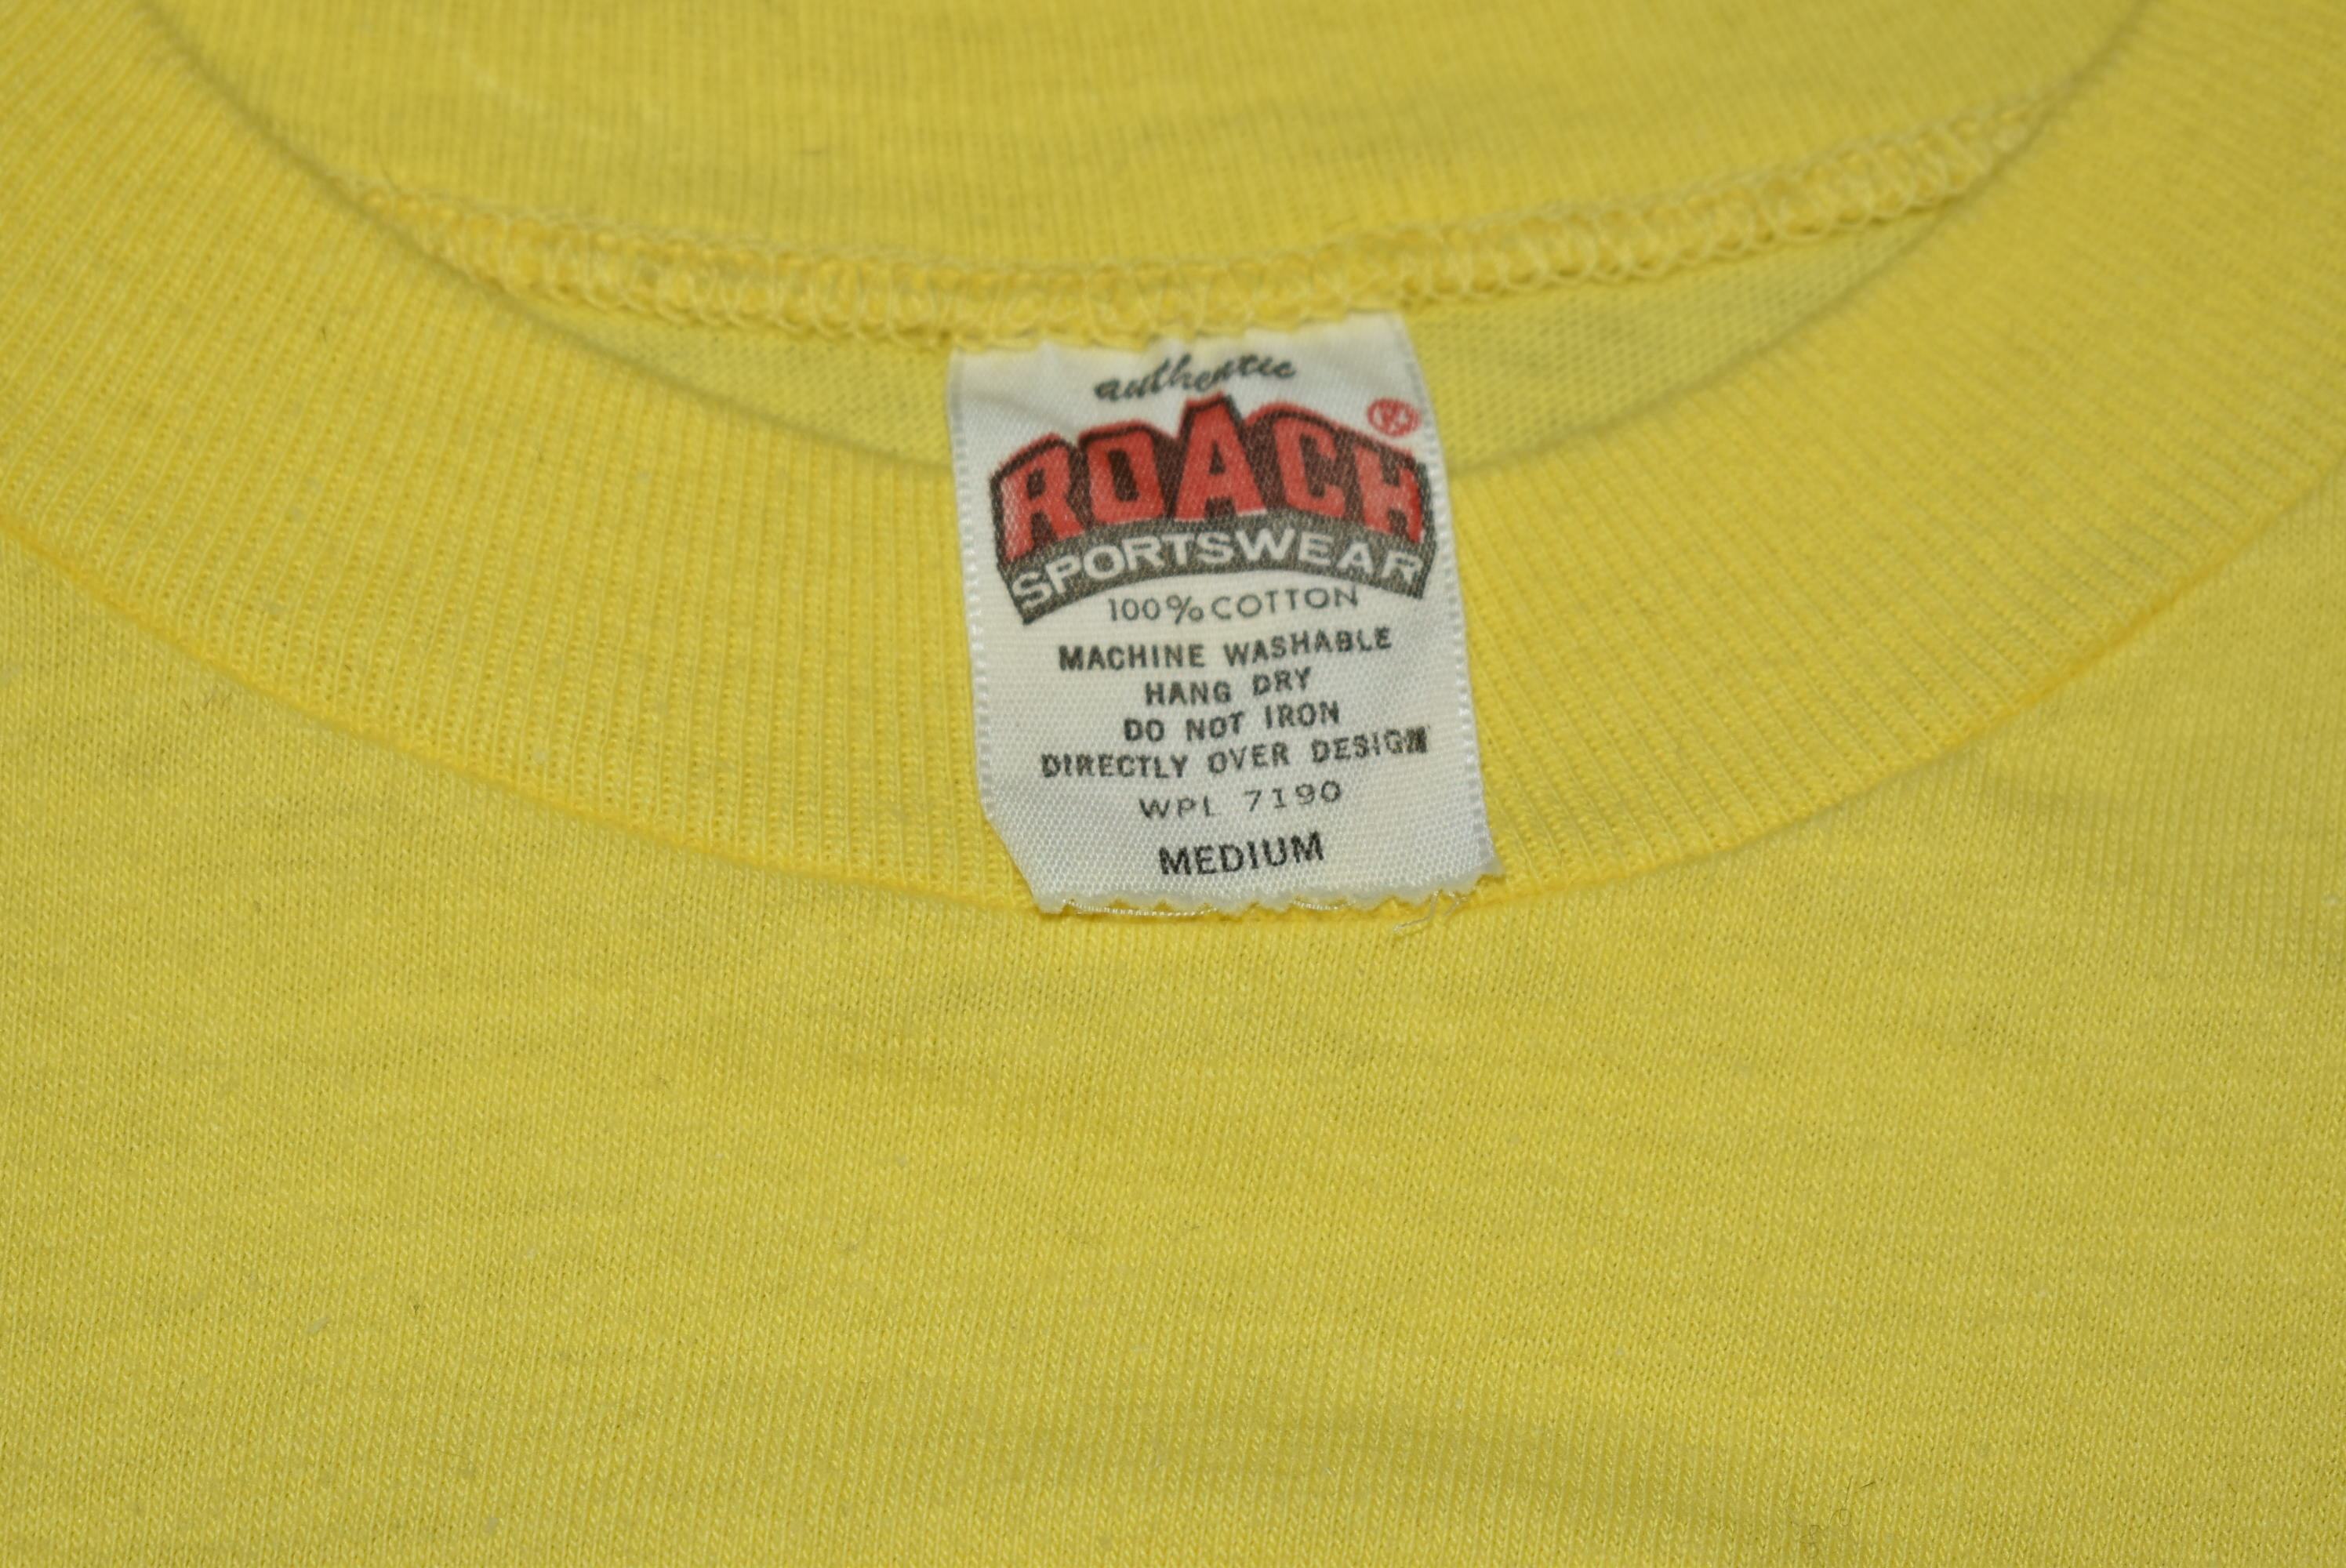 authentic
ROACH ®
SPORTSWEAR
100% COTTON
MACHINE WASHABLE
HANG DRY
DO NOT IRON
DIRECTLY OVER DESIGN
WPL 7190
MEDIUM